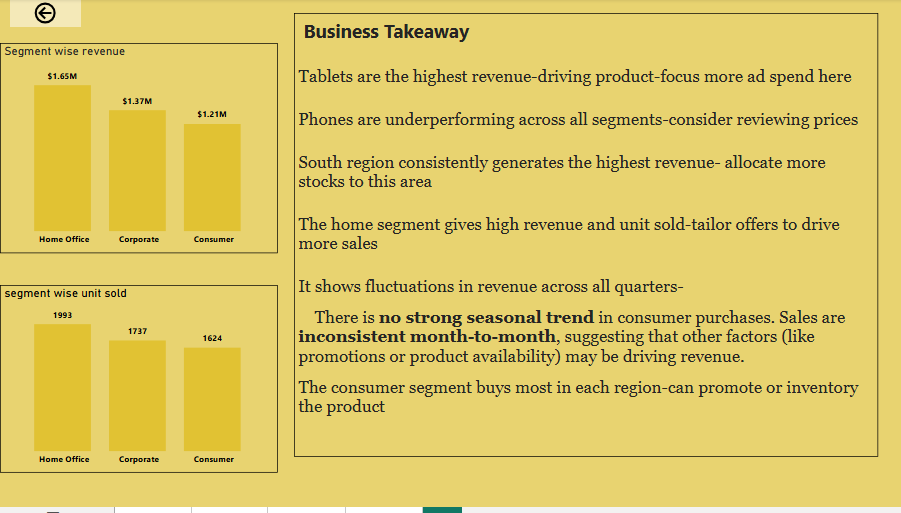 Segment wise revenue
$1.65M
$1.37M
$1.21M
Home Office Corporate Consumer
segment wise unit sold
1993
1737
1624
Home Office Corporate Consumer
Business Takeaway
Tablets are the highest revenue-driving product-focus more ad spend here
Phones are underperforming across all segments-consider reviewing prices
South region consistently generates the highest revenue- allocate more
stocks to this area
The home segment gives high revenue and unit sold-tailor offers to drive
more sales
It shows fluctuations in revenue across all quarters-
There is no strong seasonal trend in consumer purchases. Sales are
inconsistent month-to-month, suggesting that other factors (like
promotions or product availability) may be driving revenue.
The consumer segment buys most in each region-can promote or inventory
the product